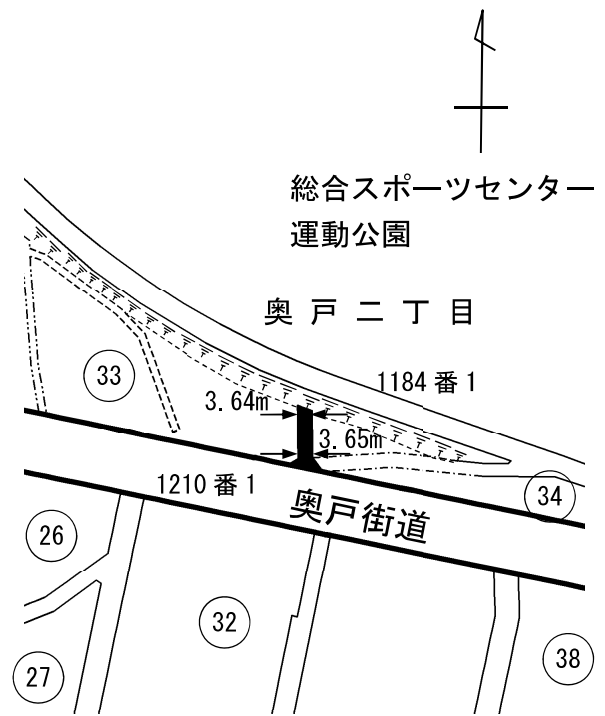 総合スポーツセンター
運動公園
奥戸二丁目
1184 番 1
33
3.64m
3.65m
1210 番 1
奥戸街道
34
26
32
38
27